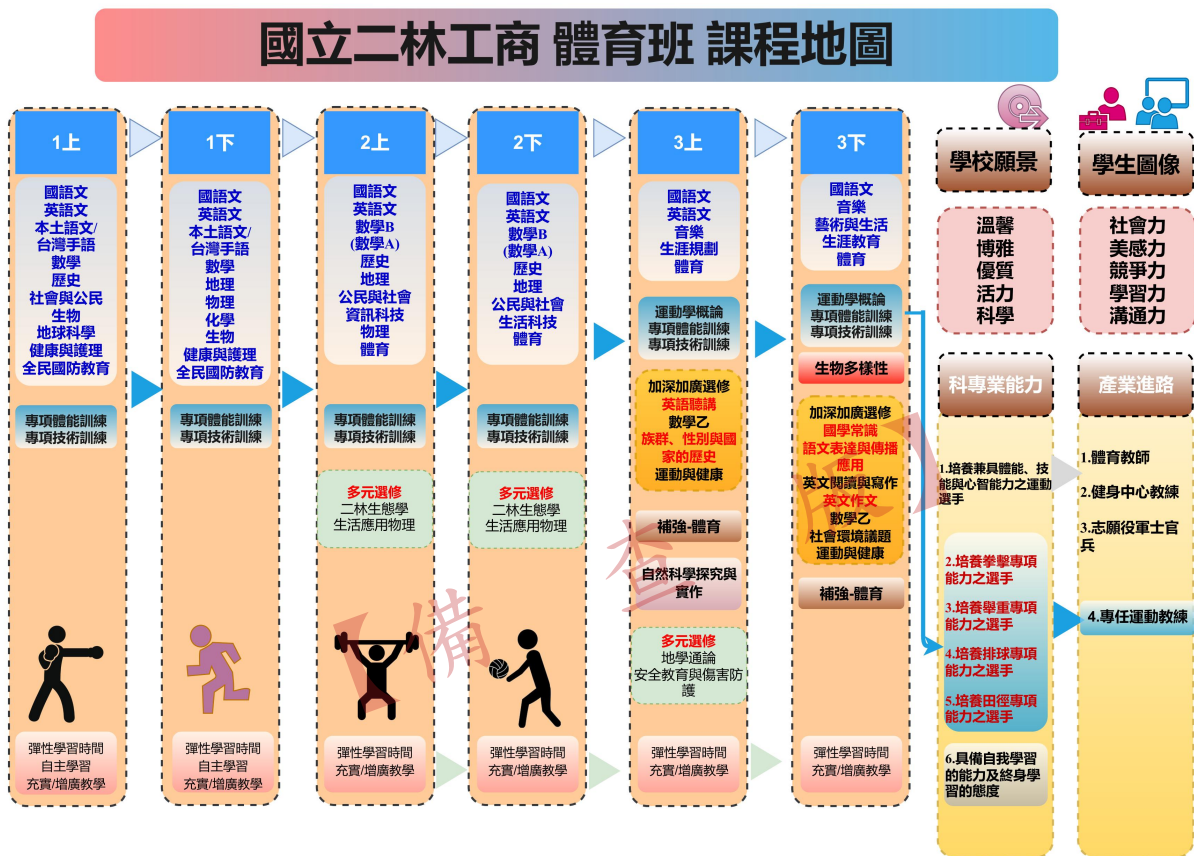 國立二林工商 體育班 課程地圖
1上
國語文
英語文
本土語文/
台灣手語
數學
歷史
社會與公民
生物
地球科學
健康與護理
全民國防教育
專項體能訓練
專項技術訓練
彈性學習時間
自主學習
充實/增廣教學
1下
國語文
英語文
本土語文/
台灣手語
數學
地理
物理
化學
生物
健康與護理
全民國防教育
專項體能訓練
專項技術訓練
彈性學習時間
自主學習
充實/增廣教學
2上
國語文
英語文
數學B
(數學A)
歷史
地理
公民與社會
資訊科技
物理
體育
專項體能訓練
專項技術訓練
多元選修
二林生態學
生活應用物理
彈性學習時間
充實/增廣教學
2下
國語文
英語文
數學B
(數學A)
歷史
地理
公民與社會
生活科技
體育
專項體能訓練
專項技術訓練
多元選修
二林生態學
生活應用物理
彈性學習時間
充實/增廣教學
3上
國語文
英語文
音樂
生涯規劃
體育
運動學概論
專項體能訓練
專項技術訓練
加深加廣選修
英語聽講
數學乙
族群、性別與國
家的歷史
運動與健康
補強-體育
自然科學探究與
實作
多元選修
地學通論
安全教育與傷害防
護
彈性學習時間
充實/增廣教學
3下
國語文
音樂
藝術與生活
生涯教育
體育
運動學概論
專項體能訓練
專項技術訓練
生物多樣性
加深加廣選修
國學常識
語文表達與傳播
應用
英文閱讀與寫作
英文作文
數學乙
社會環境議題
運動與健康
補強-體育
彈性學習時間
充實/增廣教學
學校願景
溫馨
博雅
優質
活力
科學
學生圖像
社會力
美感力
競爭力
學習力
溝通力
科專業能力
1.培養兼具體能、技
能與心智能力之運動
選手
2.培養拳擊專項
能力之選手
3.培養舉重專項
能力之選手
4.培養排球專項
能力之選手
5.培養田徑專項
能力之選手
6.具備自我學習
的能力及終身學
習的態度
產業進路
1.體育教師
2.健身中心教練
3.志願役軍士官
兵
4.專任運動教練
【備查版】